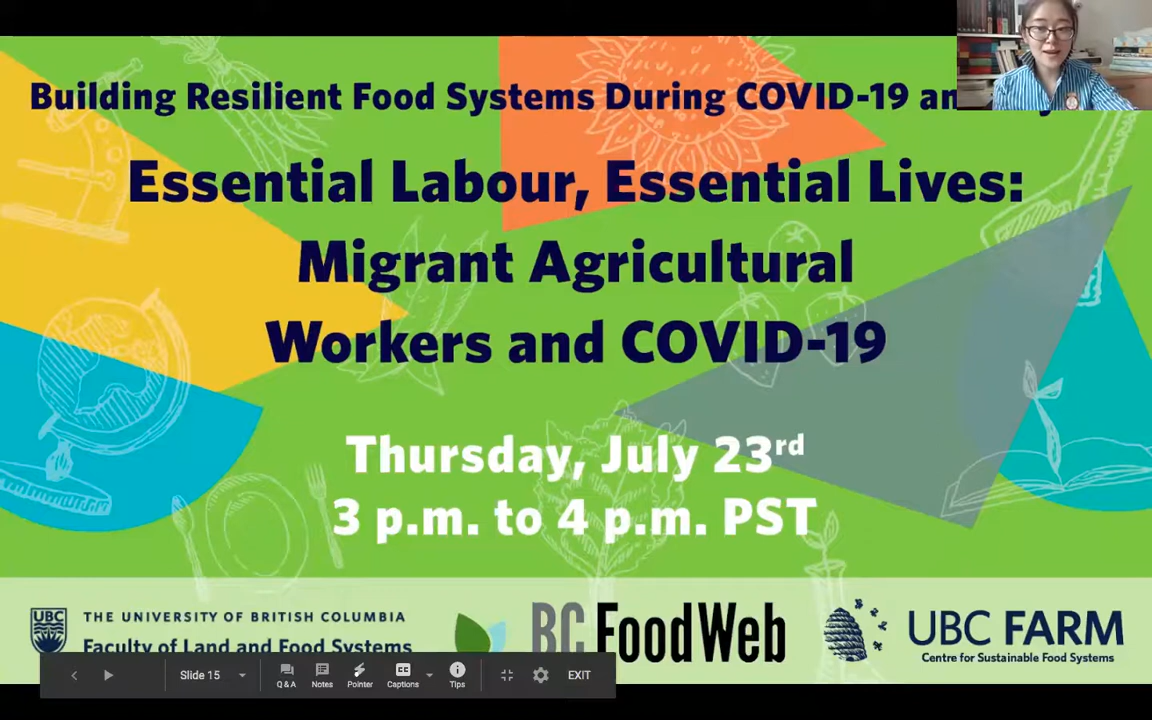 Building Resilient Food Systems During COVID-19
Essential Labour, Essential Lives:
Migrant Agricultural
Workers and COVID-19
Thursday, July 23rd
3 p.m. to 4 p.m. PST
UBC
THE UNIVERSITY OF BRITISH COLUMBIA
Faculty of Land and Food Systems
BC FoodWeb
UBC FARM
Centre for Sustainable Food Systems
Slide 15
Q & A
Notes
Pointer
Captions
Tips
EXIT